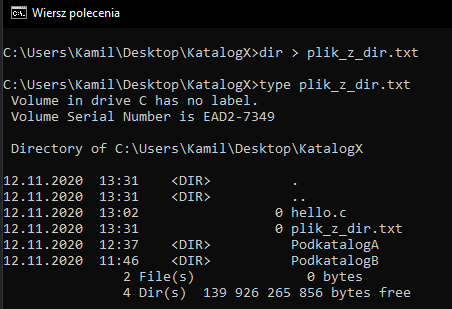 Wiersz polecenia
C:\Users\Kamil\Desktop\KatalogX>dir > plik_z_dir.txt
C:\Users\Kamil\Desktop\KatalogX>type plik_z_dir.txt
 Volume in drive C has no label.
 Volume Serial Number is EAD2-7349
 Directory of C:\Users\Kamil\Desktop\KatalogX
12.11.2020  13:31    <DIR>          .
12.11.2020  13:31    <DIR>          ..
12.11.2020  13:02                 0 hello.c
12.11.2020  13:31                 0 plik_z_dir.txt
12.11.2020  12:37    <DIR>          PodkatalogA
12.11.2020  11:46    <DIR>          PodkatalogB
               2 File(s)              0 bytes
               4 Dir(s)  139 926 265 856 bytes free